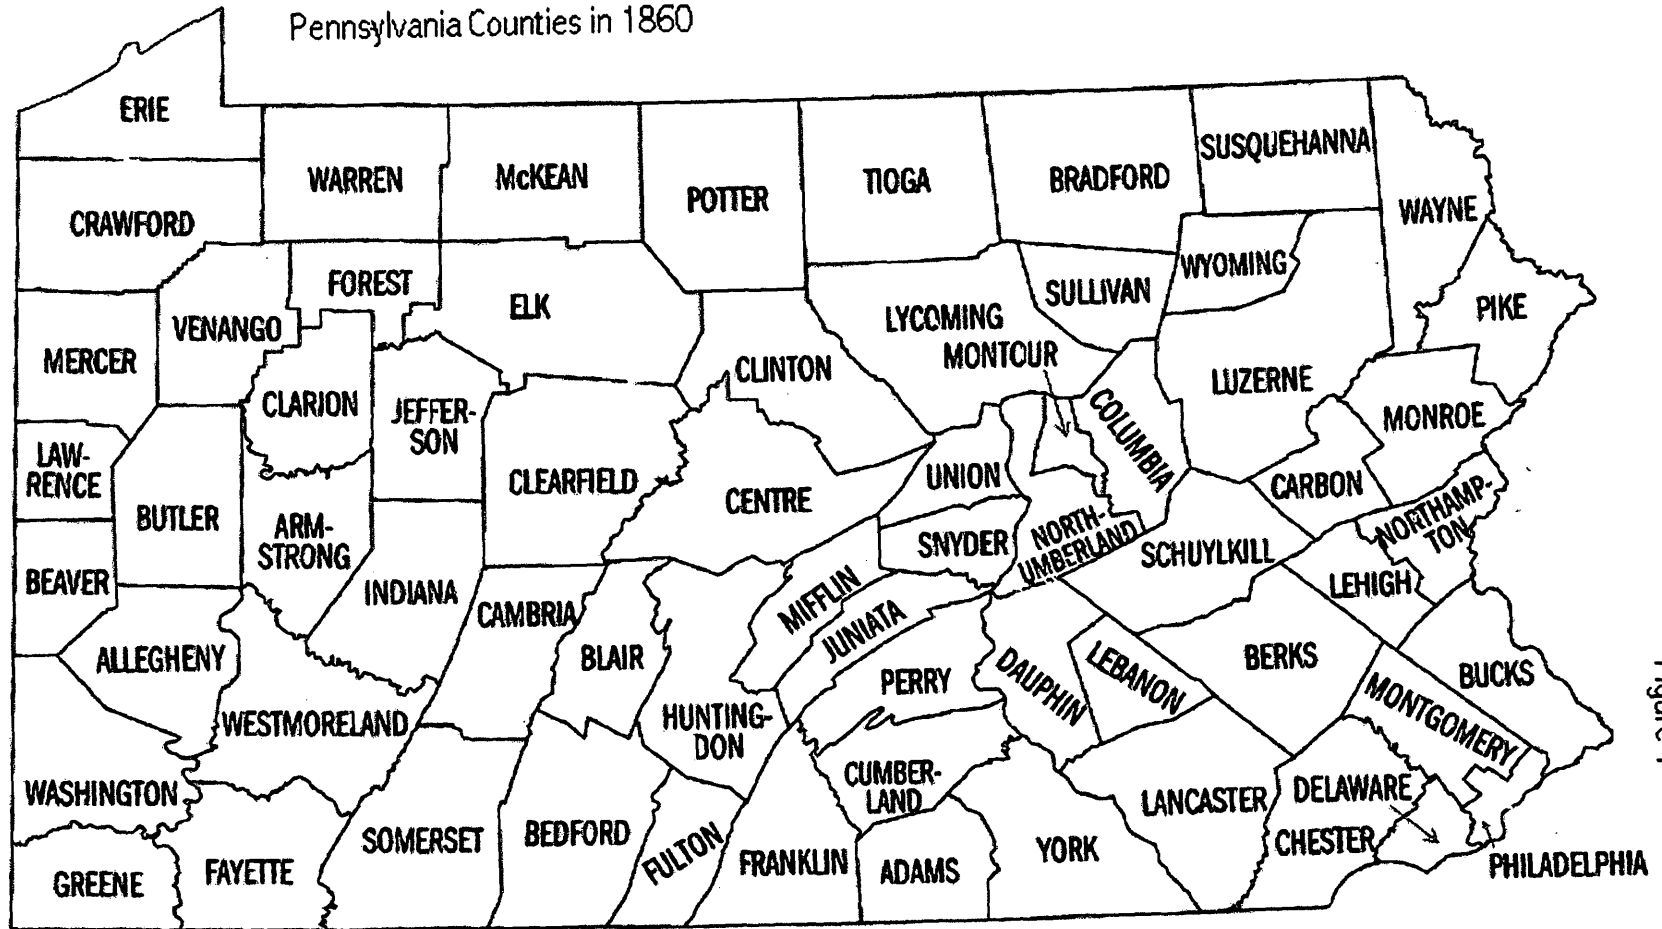 Pennsylvania Counties in 1860
ERIE
WARREN
McKEAN
POTTER
TIOGA
BRADFORD
SUSQUEHANNA
WAYNE
CRAWFORD
FOREST
ELK
VENANGO
MERCER
CLARION
JEFFER-
SON
CLINTON
LYCOMING
MONTOUR
SULLIVAN
WYOMING
PIKE
LUZERNE
COLUMBIA
MONROE
LAW-
RENCE
BUTLER
ARM-
STRONG
CLEARFIELD
CENTRE
UNION
SNYDER
NORTH-
UMBERLAND
CARBON
NORTHAMP-
TON
SCHUYLKILL
LEHIGH
BEAVER
INDIANA
CAMBRIA
BLAIR
MIFFLIN
JUNIATA
PERRY
DAUPHIN
LEBANON
BERKS
BUCKS
MONTGOMERY
ALLEGHENY
WESTMORELAND
HUNTING-
DON
CUMBER-
LAND
WASHINGTON
SOMERSET
BEDFORD
FULTON
FRANKLIN
ADAMS
YORK
LANCASTER
DELAWARE
CHESTER
PHILADELPHIA
GREENE
FAYETTE